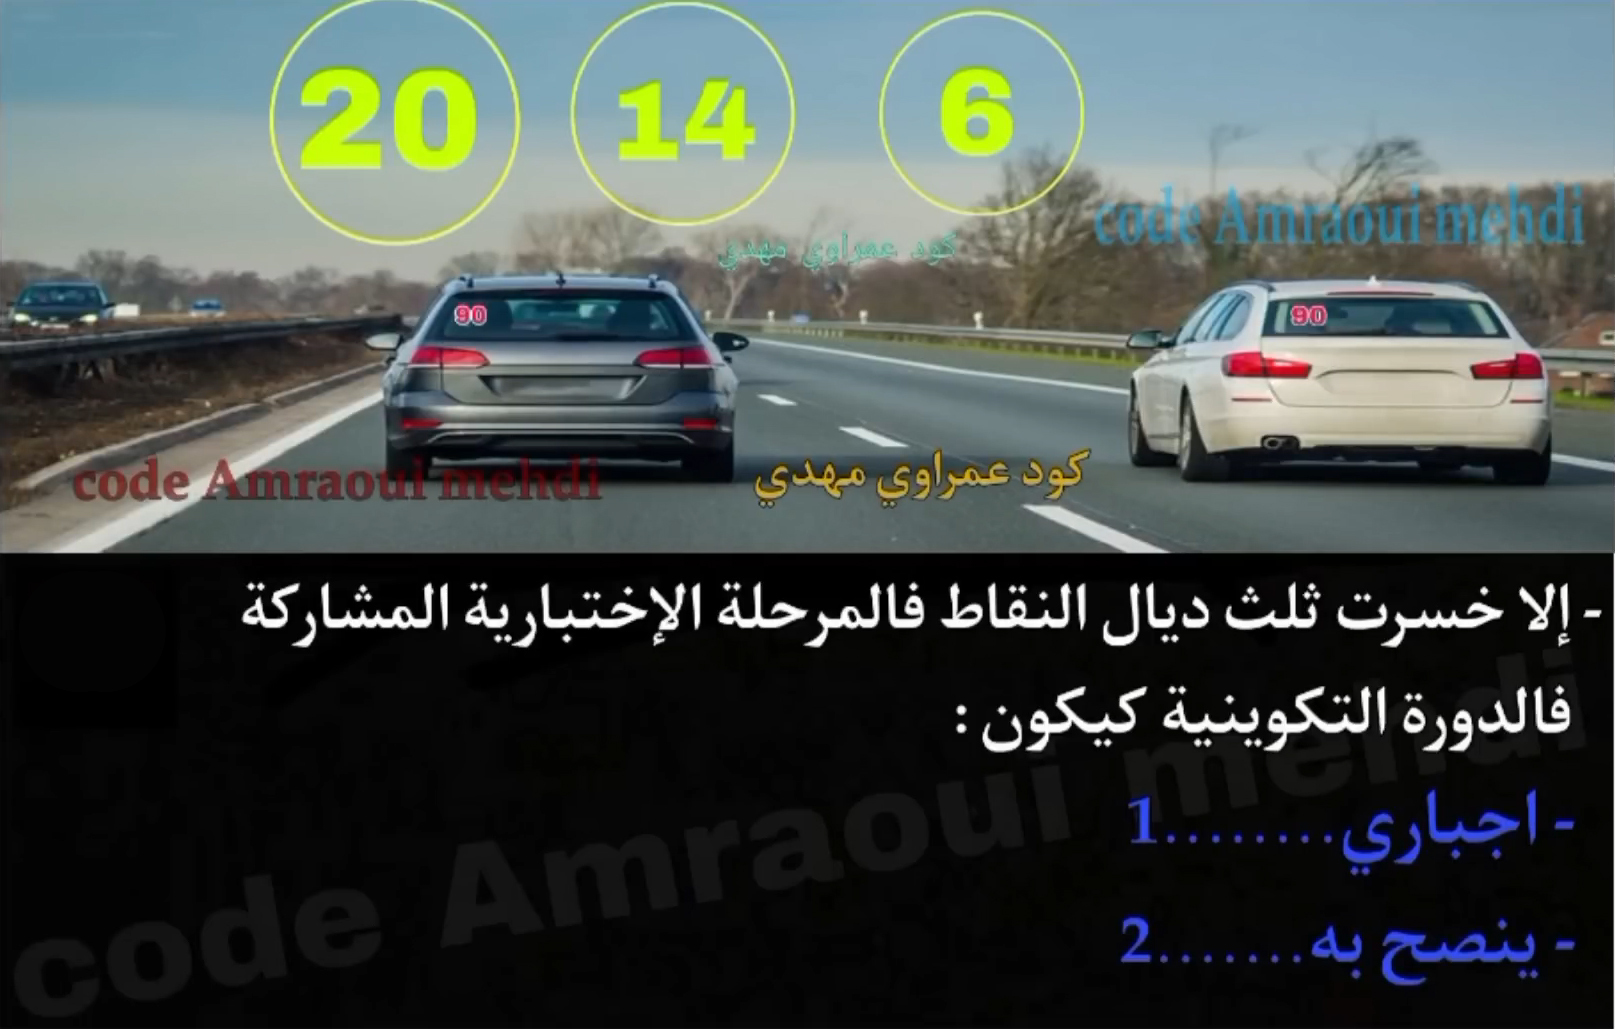 20 14 6
code Amraoui mehdi
كود عمراوي مهدي
90 90
code Amraoui mehdi
كود عمراوي مهدي
- إلا خسرت ثلث ديال النقاط فالمرحلة الإختبارية المشاركة
فالدورة التكوينية كيكون :
- اجباري........1
- ينصح به.......2
code Amraoui mehdi